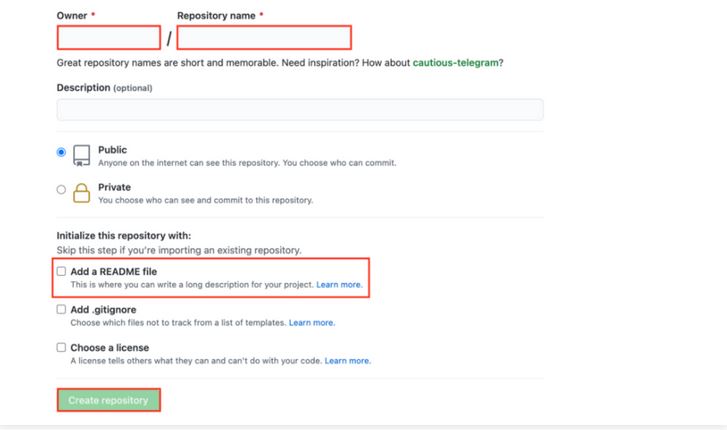 Owner * Repository name *
/
Great repository names are short and memorable. Need inspiration? How about cautious-telegram?
Description (optional)
Public
Anyone on the internet can see this repository. You choose who can commit.
Private
You choose who can see and commit to this repository.
Initialize this repository with:
Skip this step if you're importing an existing repository.
Add a README file
This is where you can write a long description for your project. Learn more.
Add .gitignore
Choose which files not to track from a list of templates. Learn more.
Choose a license
A license tells others what they can and can't do with your code. Learn more.
Create repository